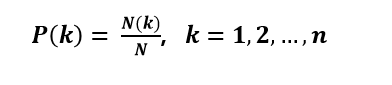 P(k) = N(k)/N, k = 1, 2, ..., n